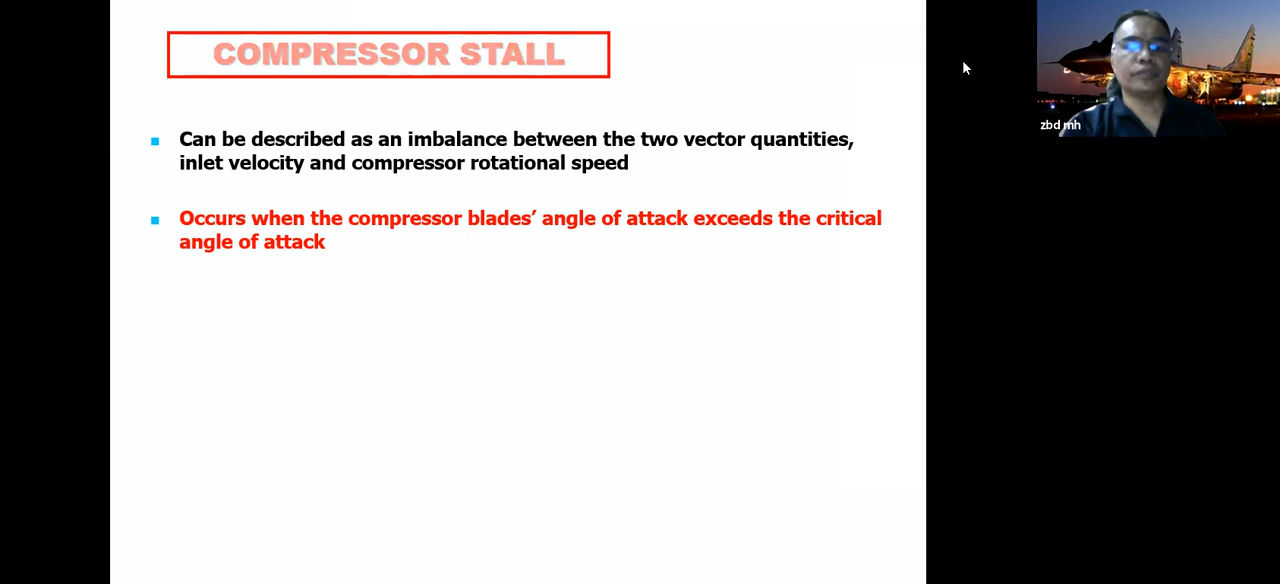 COMPRESSOR STALL
Can be described as an imbalance between the two vector quantities,
inlet velocity and compressor rotational speed
Occurs when the compressor blades’ angle of attack exceeds the critical
angle of attack
zbd mh